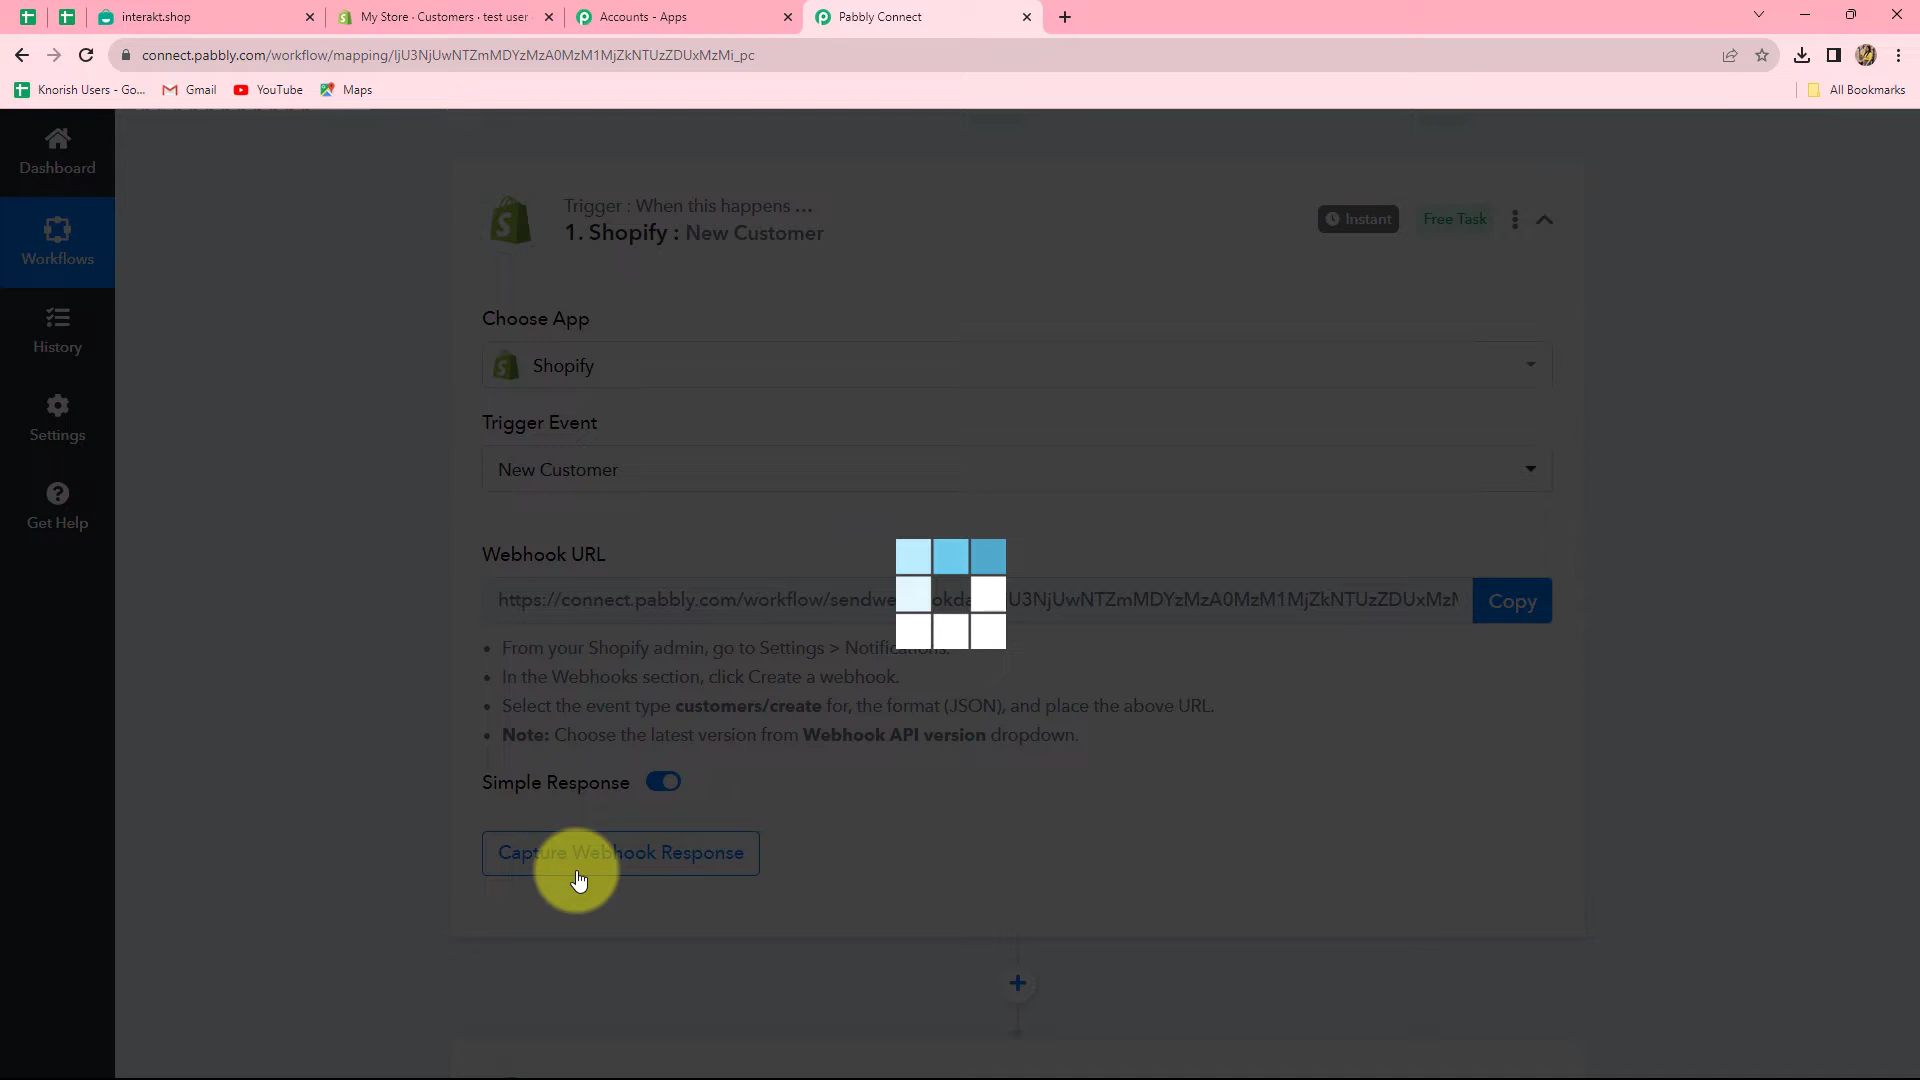 interakt.shop
My Store · Customers · test user
Accounts - Apps
Pabbly Connect
connect.pabbly.com/workflow/mapping/IjU3NjUwNTZmMDYzMzA0MzM1MjZkNTUzZDUxMzMi_pc
Knorish Users - Go...
Gmail
YouTube
Maps
All Bookmarks
Dashboard
Workflows
History
Settings
Get Help
Trigger : When this happens ...
1. Shopify : New Customer
Instant
Free Task
Choose App
Shopify
Trigger Event
New Customer
Webhook URL
https://connect.pabbly.com/workflow/sendwe
okda
U3NjUwNTZmMDYzMzA0MzM1MjZkNTUzZDUxMzM
Copy
From your Shopify admin, go to Settings > Notifications.
In the Webhooks section, click Create a webhook.
Select the event type customers/create for, the format (JSON), and place the above URL.
Note: Choose the latest version from Webhook API version dropdown.
Simple Response
Capture Webhook Response